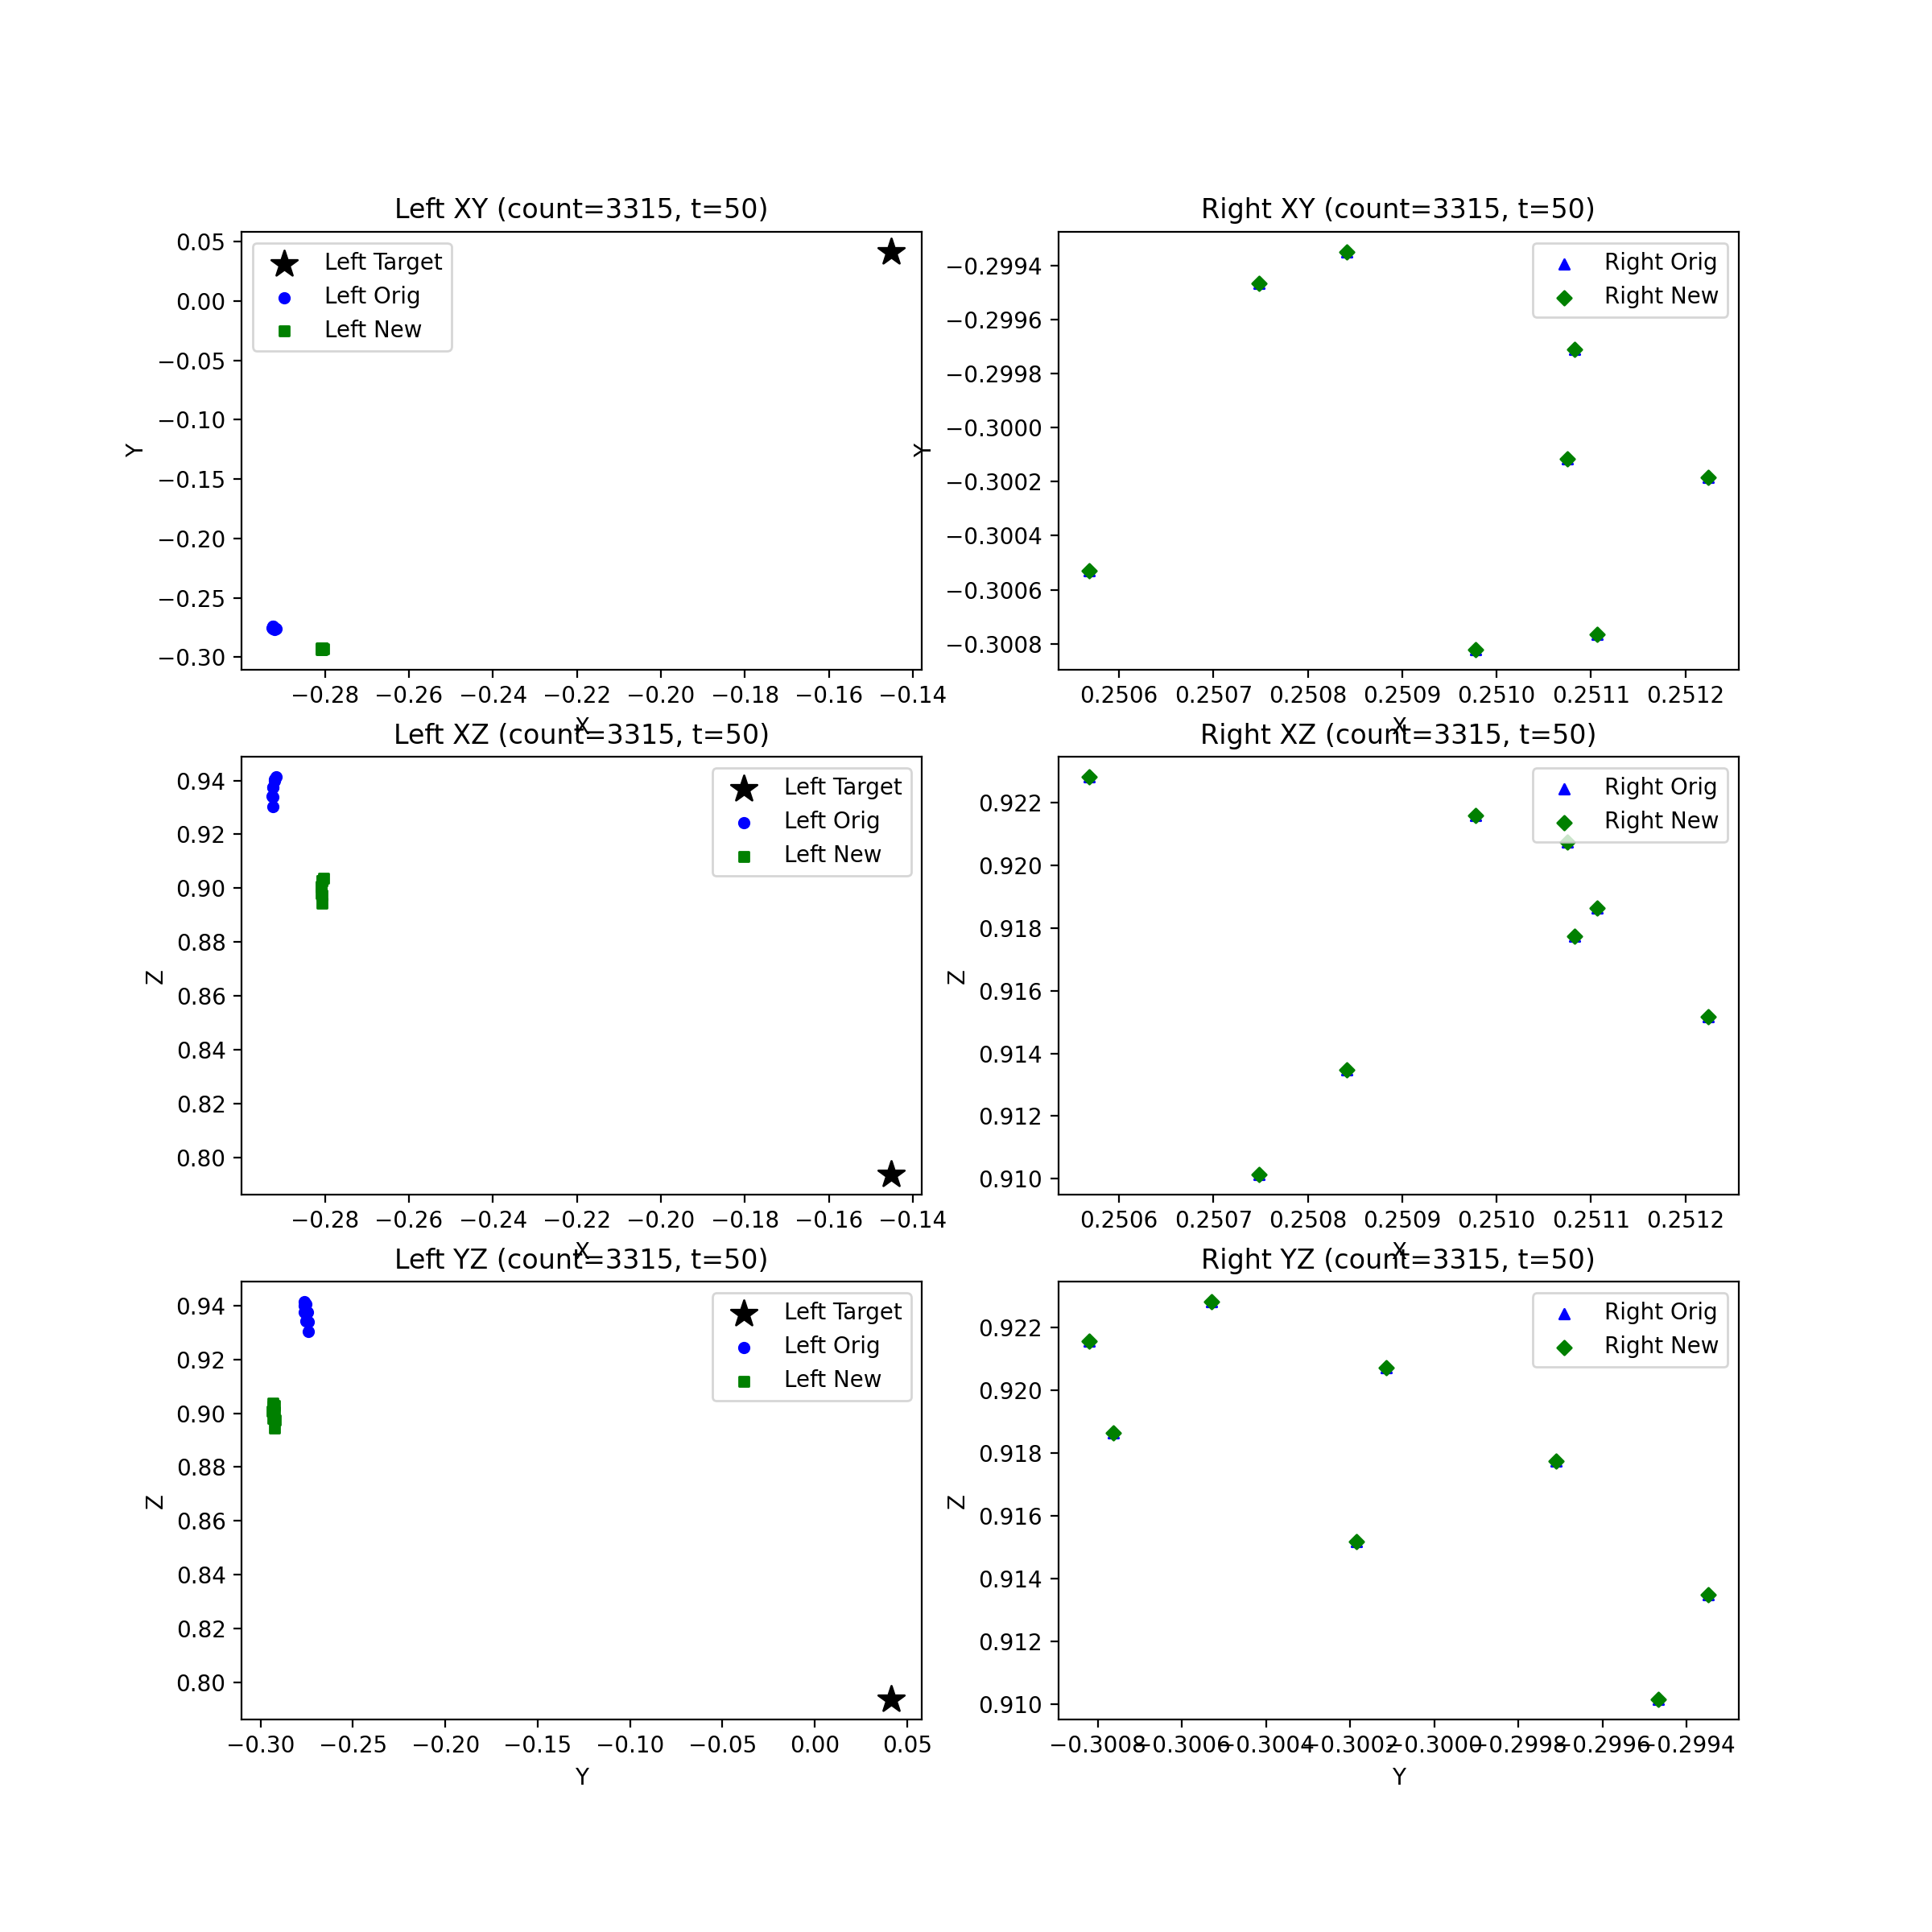 Left XY (count=3315, t=50)
0.05
0.00
−0.05
−0.10
−0.15
−0.20
−0.25
−0.30
Y
Left Target
Left Orig
Left New
−0.28 −0.26 −0.24 −0.22 −0.20 −0.18 −0.16 −0.14
X
Right XY (count=3315, t=50)
−0.2994
−0.2996
−0.2998
−0.3000
−0.3002
−0.3004
−0.3006
−0.3008
Y
Right Orig
Right New
0.2506 0.2507 0.2508 0.2509 0.2510 0.2511 0.2512
X
Left XZ (count=3315, t=50)
0.94
0.92
0.90
0.88
0.86
0.84
0.82
0.80
Z
Left Target
Left Orig
Left New
−0.28 −0.26 −0.24 −0.22 −0.20 −0.18 −0.16 −0.14
X
Right XZ (count=3315, t=50)
0.922
0.920
0.918
0.916
0.914
0.912
0.910
Z
Right Orig
Right New
0.2506 0.2507 0.2508 0.2509 0.2510 0.2511 0.2512
X
Left YZ (count=3315, t=50)
0.94
0.92
0.90
0.88
0.86
0.84
0.82
0.80
Z
Left Target
Left Orig
Left New
−0.30 −0.25 −0.20 −0.15 −0.10 −0.05 0.00 0.05
Y
Right YZ (count=3315, t=50)
0.922
0.920
0.918
0.916
0.914
0.912
0.910
Z
Right Orig
Right New
−0.3008 −0.3006 −0.3004 −0.3002 −0.3000 −0.2998 −0.2996 −0.2994
Y